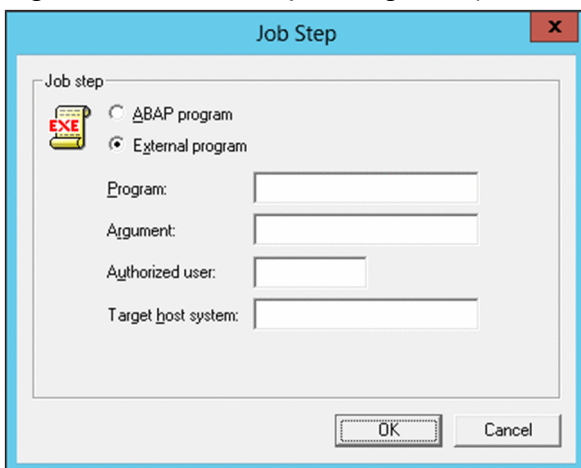 Job Step
x
Job step
EXE
ABAP program
External program
Program:
Argument:
Authorized user:
Target host system:
OK
Cancel